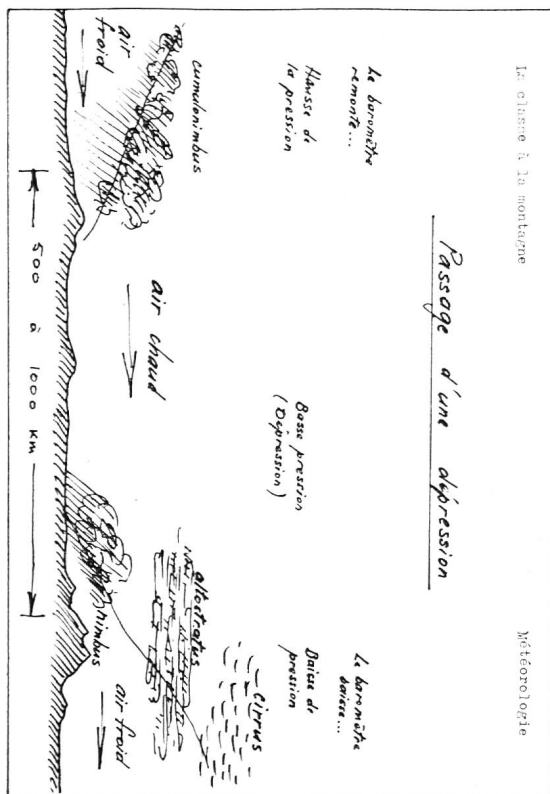 La classe à la montagne
Météorologie
Passage d'une dépression
Le baromètre
remonte...
Hausse de
la pression
Basse pression
(Dépression)
Le baromètre
baisse...
Baisse de
pression
cumulonimbus
air
froid
air chaud
altostratus
cirrus
nimbus
air froid
500 à 1000 km